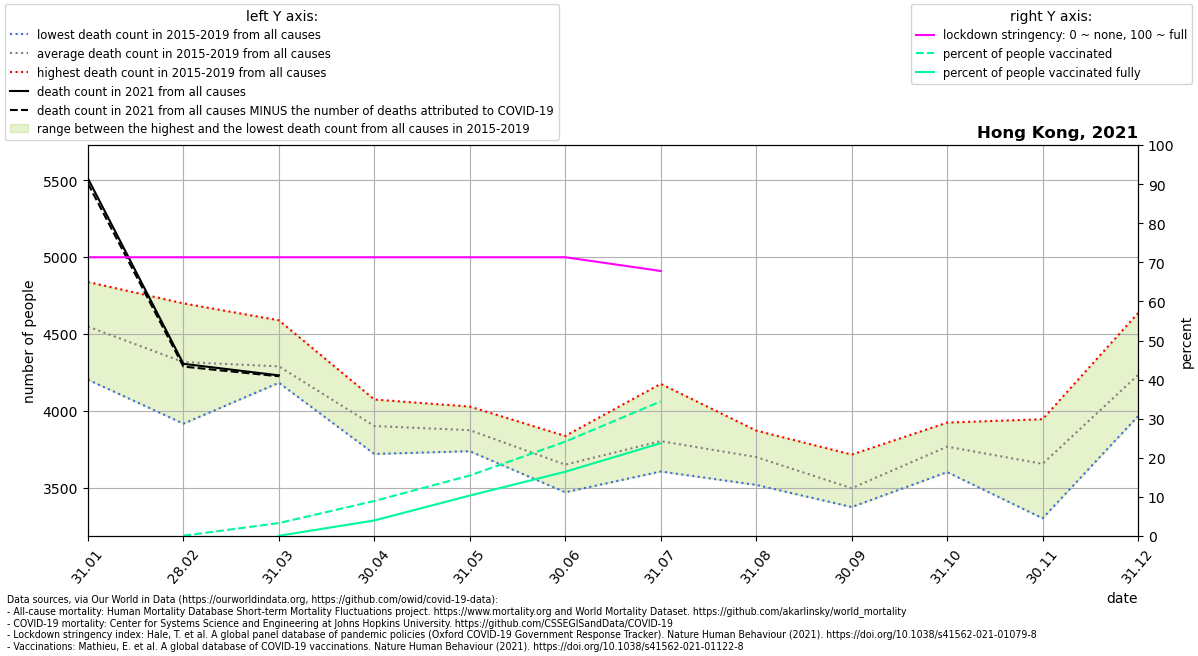 left Y axis:
lowest death count in 2015-2019 from all causes
average death count in 2015-2019 from all causes
highest death count in 2015-2019 from all causes
death count in 2021 from all causes
death count in 2021 from all causes MINUS the number of deaths attributed to COVID-19
range between the highest and the lowest death count from all causes in 2015-2019
right Y axis:
lockdown stringency: 0 ~ none, 100 ~ full
percent of people vaccinated
percent of people vaccinated fully
Hong Kong, 2021
number of people
5500
5000
4500
4000
3500
100
90
80
70
60
50
40
30
20
10
0
percent
31.01
28.02
31.03
30.04
31.05
30.06
31.07
31.08
30.09
31.10
30.11
31.12
date
Data sources, via Our World in Data (https://ourworldindata.org, https://github.com/owid/covid-19-data):
- All-cause mortality: Human Mortality Database Short-term Mortality Fluctuations project. https://www.mortality.org and World Mortality Dataset. https://github.com/akarlinsky/world_mortality
- COVID-19 mortality: Center for Systems Science and Engineering at Johns Hopkins University. https://github.com/CSSEGISandData/COVID-19
- Lockdown stringency index: Hale, T. et al. A global panel database of pandemic policies (Oxford COVID-19 Government Response Tracker). Nature Human Behaviour (2021). https://doi.org/10.1038/s41562-021-01079-8
- Vaccinations: Mathieu, E. et al. A global database of COVID-19 vaccinations. Nature Human Behaviour (2021). https://doi.org/10.1038/s41562-021-01122-8